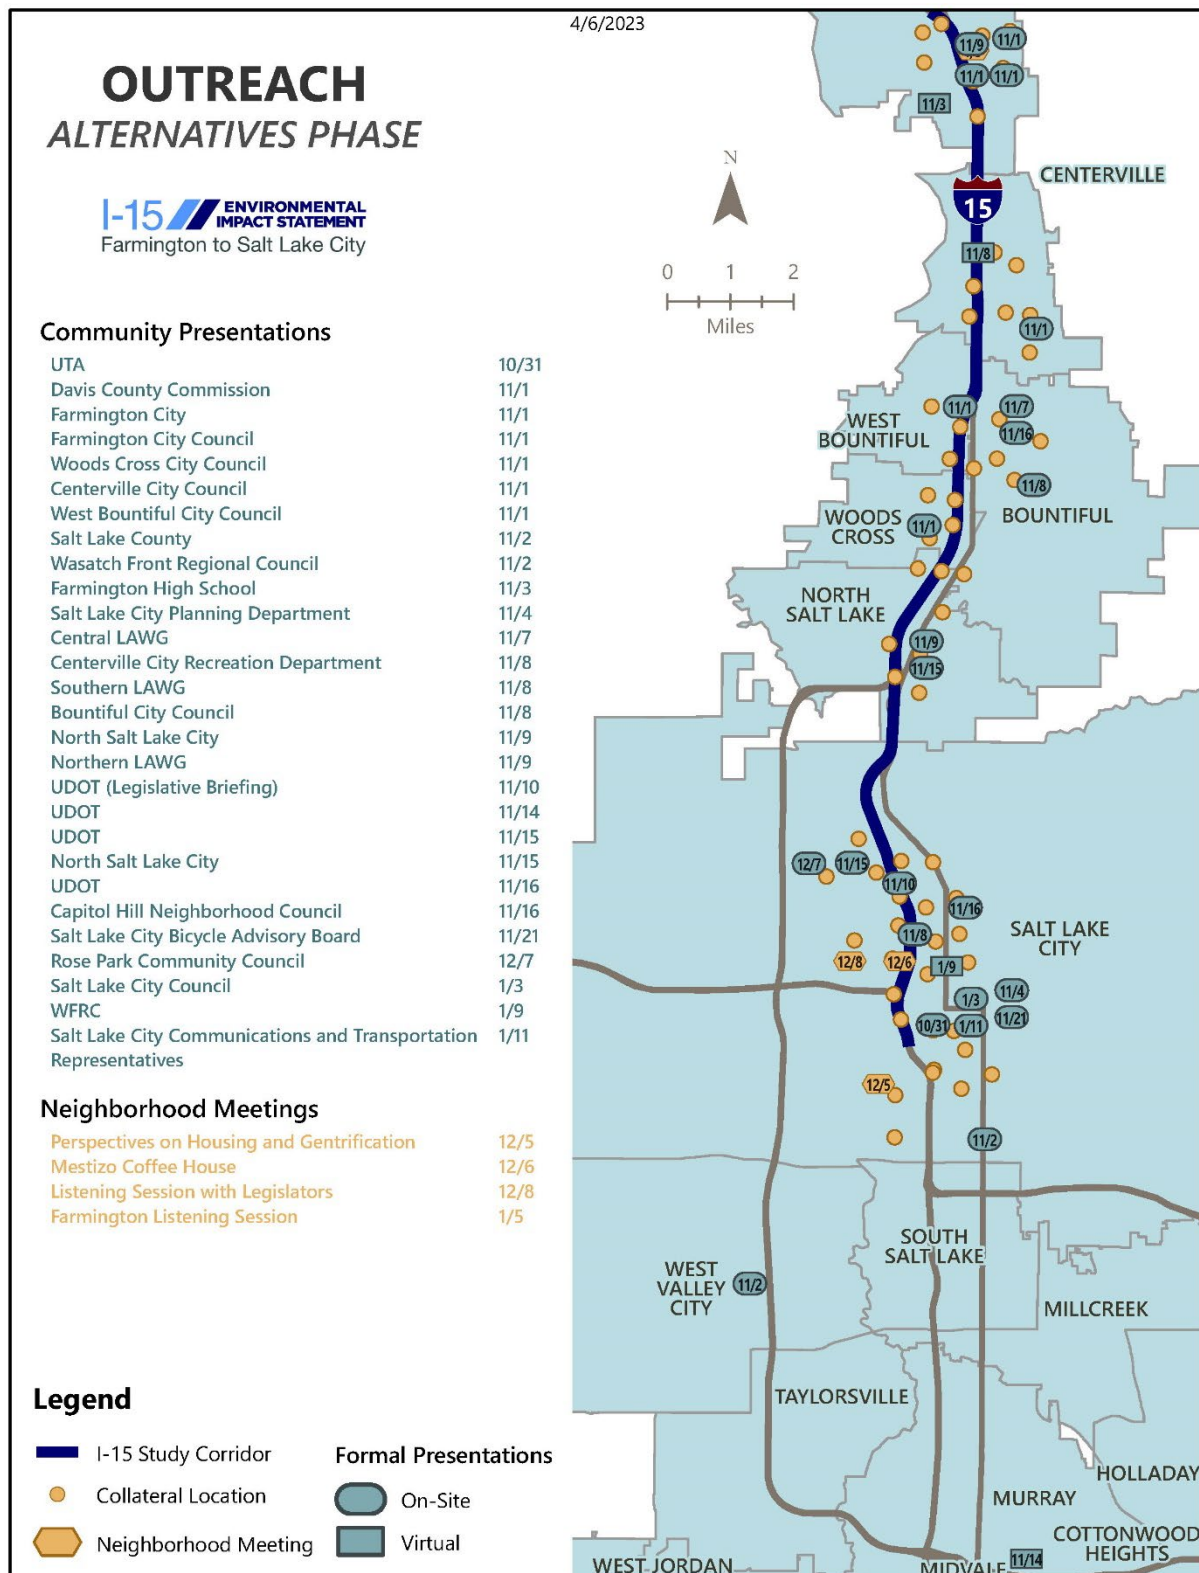 4/6/2023
OUTREACH
ALTERNATIVES PHASE
I-15 ENVIRONMENTAL
IMPACT STATEMENT
Farmington to Salt Lake City
Community Presentations
UTA 10/31
Davis County Commission 11/1
Farmington City 11/1
Farmington City Council 11/1
Woods Cross City Council 11/1
Centerville City Council 11/1
West Bountiful City Council 11/1
Salt Lake County 11/2
Wasatch Front Regional Council 11/2
Farmington High School 11/3
Salt Lake City Planning Department 11/4
Central LAWG 11/7
Centerville City Recreation Department 11/8
Southern LAWG 11/8
Bountiful City Council 11/8
North Salt Lake City 11/9
Northern LAWG 11/9
UDOT (Legislative Briefing) 11/10
UDOT 11/14
UDOT 11/15
North Salt Lake City 11/15
UDOT 11/16
Capitol Hill Neighborhood Council 11/16
Salt Lake City Bicycle Advisory Board 11/21
Rose Park Community Council 12/7
Salt Lake City Council 1/3
WFRC 1/9
Salt Lake City Communications and Transportation 1/11
Representatives
Neighborhood Meetings
Perspectives on Housing and Gentrification 12/5
Mestizo Coffee House 12/6
Listening Session with Legislators 12/8
Farmington Listening Session 1/5
Legend
I-15 Study Corridor
Collateral Location
Neighborhood Meeting
Formal Presentations
On-Site
Virtual
N
0 1 2
Miles
11/9 11/1
11/1 11/1
11/3
CENTERVILLE
15
11/8
11/1
11/1 11/7
WEST
BOUNTIFUL
11/16
11/8
BOUNTIFUL
WOODS
CROSS
11/1
NORTH
SALT LAKE
11/9
11/15
12/7 11/15
11/10
11/16
11/8
SALT LAKE
CITY
12/8 12/6
1/9
1/3 11/4
10/31 1/11 11/21
12/5
11/2
SOUTH
SALT LAKE
WEST
VALLEY
CITY
11/2
MILLCREEK
TAYLORSVILLE
HOLLADAY
MURRAY
COTTONWOOD
HEIGHTS
WEST JORDAN
MIDVALE
11/14